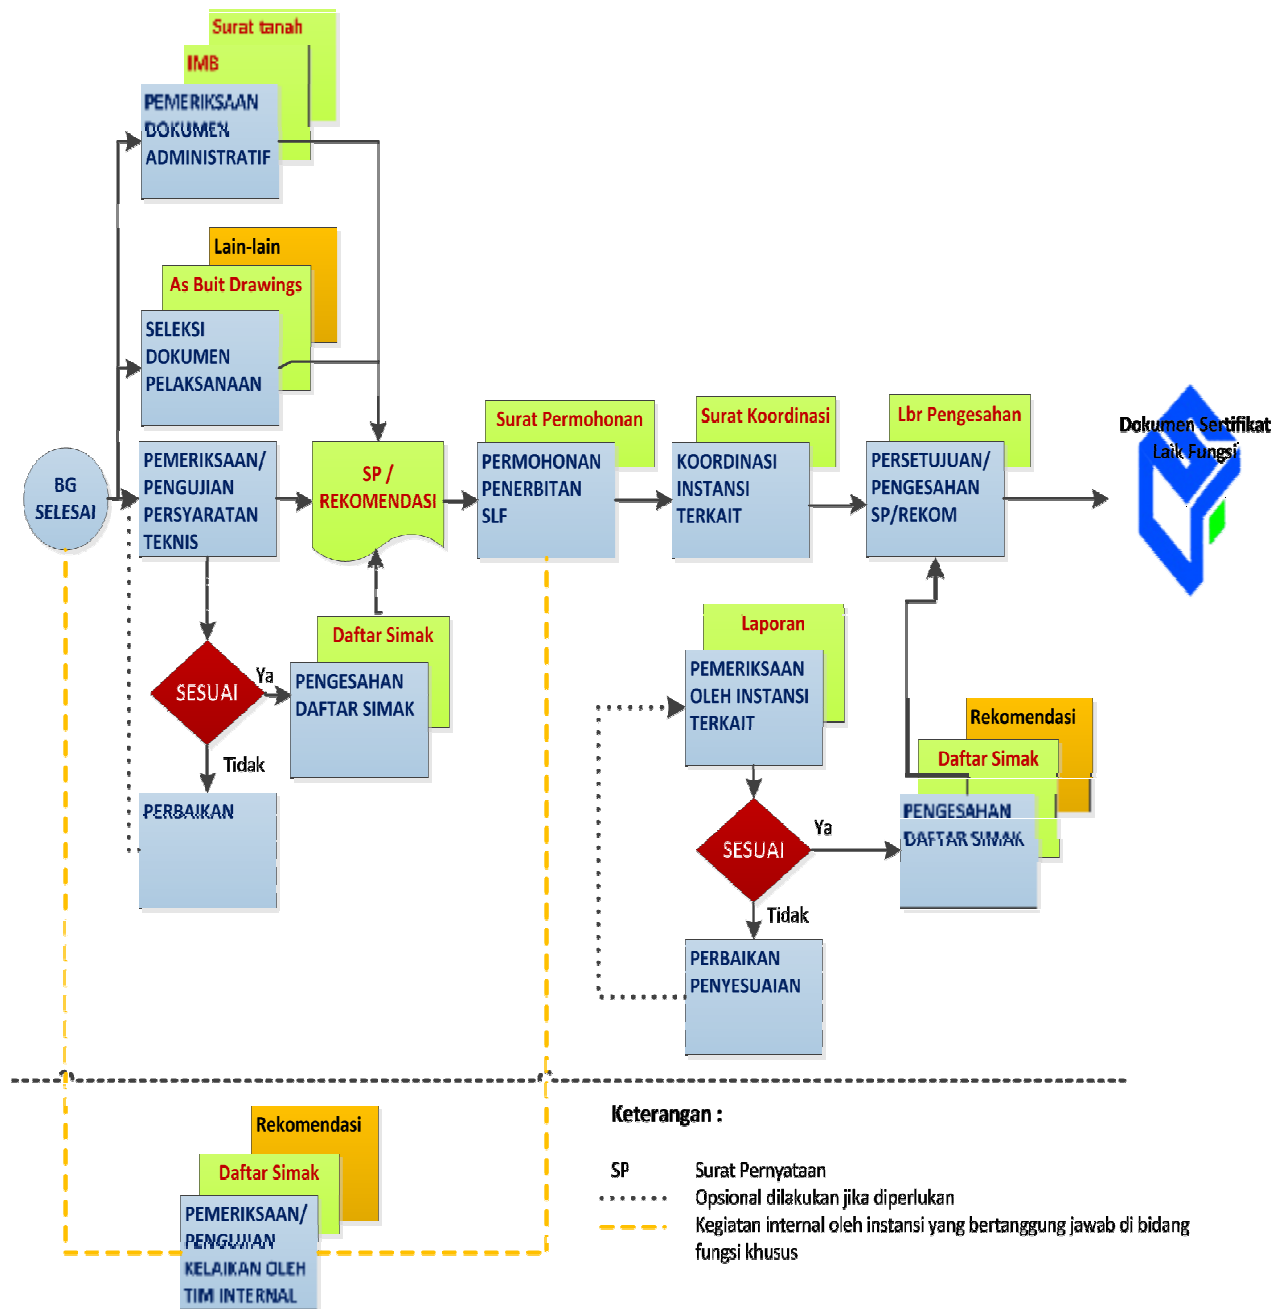 Surat tanah
IMB
PEMERIKSAAN
DOKUMEN
ADMINISTRATIF
Lain-lain
As Buit Drawings
SELEKSI
DOKUMEN
PELAKSANAAN
BG
SELESAI
PEMERIKSAAN/
PENGUJIAN
PERSYARATAN
TEKNIS
SP /
REKOMENDASI
Surat Permohonan
PERMOHONAN
PENERBITAN
SLF
Surat Koordinasi
KOORDINASI
INSTANSI
TERKAIT
Lbr Pengesahan
PERSETUJUAN/
PENGESAHAN
SP/REKOM
Dokumen Sertifikat
Laik Fungsi
SESUAI
Ya
Tidak
Daftar Simak
PENGESAHAN
DAFTAR SIMAK
PERBAIKAN
Laporan
PEMERIKSAAN
OLEH INSTANSI
TERKAIT
SESUAI
Ya
Tidak
Rekomendasi
Daftar Simak
PENGESAHAN
DAFTAR SIMAK
PERBAIKAN
PENYESUAIAN
Rekomendasi
Daftar Simak
PEMERIKSAAN/
PENGUJIAN
KELAIKAN OLEH
TIM INTERNAL
Keterangan :
SP Surat Pernyataan
Opsional dilakukan jika diperlukan
Kegiatan internal oleh instansi yang bertanggung jawab di bidang
fungsi khusus